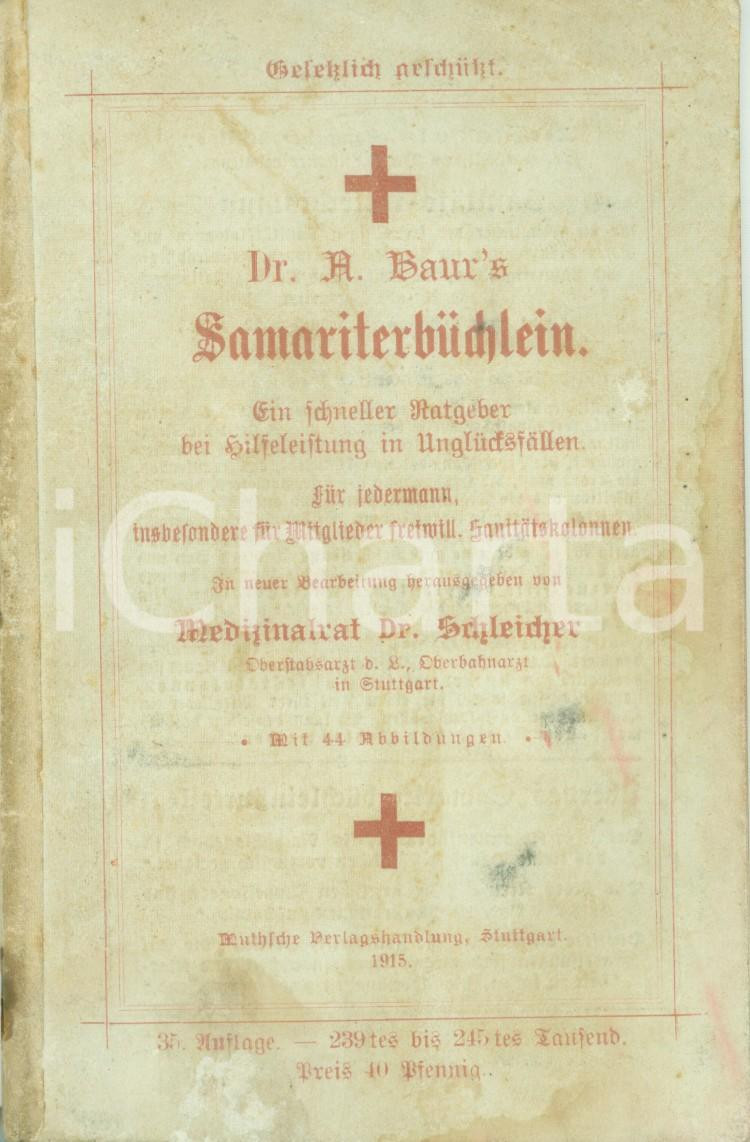 Gesetzlich geschützt.
Dr. A. Baur's
Samariterbüchlein.
Ein schneller Ratgeber
bei Hilfeleistung in Unglücksfällen.
Für jedermann,
insbesondere für Mitglieder freiwill. Sanitätskolonnen.
In neuer Bearbeitung herausgegeben von
Medizinalrat Dr. Schleicher
Oberstabsarzt d. L., Oberbahnarzt
in Stuttgart.
• Mit 44 Abbildungen. •
Muthsche Verlagshandlung, Stuttgart.
1915.
35. Auflage. — 239tes bis 245tes Tausend.
Preis 40 Pfennig.
iCharta